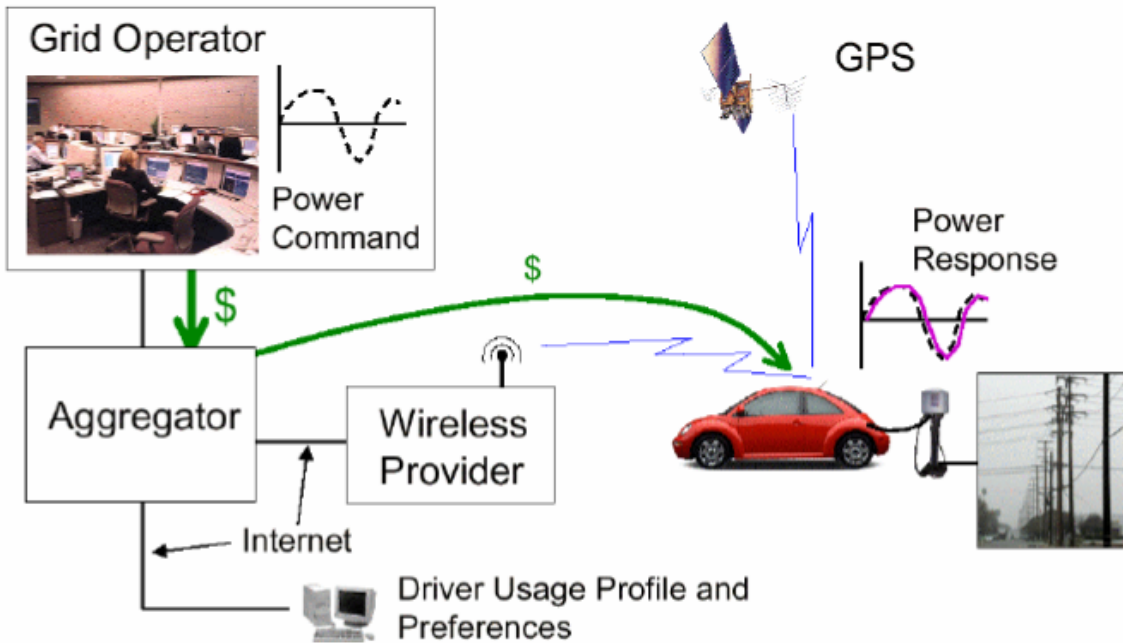 Grid Operator
Power
Command
GPS
Power
Response
$
$
Aggregator
Wireless
Provider
Internet
Driver Usage Profile and
Preferences